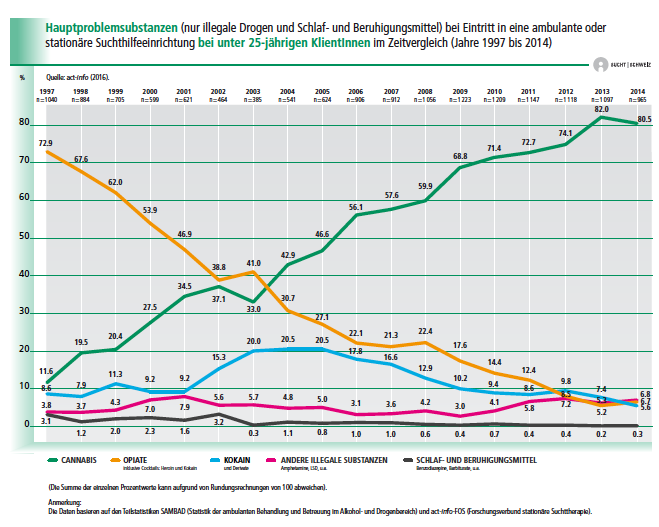 Hauptproblemsubstanzen (nur illegale Drogen und Schlaf- und Beruhigungsmittel) bei Eintritt in eine ambulante oder
stationäre Suchthilfeeinrichtung bei unter 25-jährigen KlientInnen im Zeitvergleich (Jahre 1997 bis 2014)
SUCHT | SCHWEIZ
% Quelle: act-info (2016).
1997 1998 1999 2000 2001 2002 2003 2004 2005 2006 2007 2008 2009 2010 2011 2012 2013 2014
n=1040 n=884 n=705 n=599 n=621 n=464 n=385 n=541 n=624 n=906 n=912 n=1056 n=1223 n=1209 n=1147 n=1118 n=1097 n=965
80
70
60
50
40
30
20
10
0
11.6 19.5 20.4 27.5 34.5 37.1 33.0 42.9 46.6 56.1 57.6 59.9 68.8 71.4 72.7 74.1 82.0 80.5
72.9 67.6 62.0 53.9 46.9 38.8 41.0 30.7 27.1 22.1 21.3 22.4 17.6 14.4 12.4 8.5 5.2 6.7
8.6 7.9 11.3 9.2 9.2 15.3 20.0 20.5 20.5 17.8 16.6 12.9 10.2 9.4 8.6 9.8 7.4 5.6
3.8 3.7 4.3 7.0 7.9 5.6 5.7 4.8 5.0 3.1 3.6 4.2 3.0 4.1 5.8 7.2 5.3 6.8
3.1 1.2 2.0 2.3 1.6 3.2 0.3 1.1 0.8 1.0 1.0 0.6 0.4 0.7 0.4 0.4 0.2 0.3
CANNABIS OPIATE KOKAIN ANDERE ILLEGALE SUBSTANZEN SCHLAF- UND BERUHIGUNGSMITTEL
Inklusive Cocktails: Heroin und Kokain und Derivate Amphetamine, LSD, u.a. Benzodiazepine, Barbiturate, u.a.
(Die Summe der einzelnen Prozentwerte kann aufgrund von Rundungsrechnungen von 100 abweichen).
Anmerkung:
Die Daten basieren auf den Teilstatistiken SAMBAD (Statistik der ambulanten Behandlung und Betreuung im Alkohol- und Drogenbereich) und act-info-FOS (Forschungsverbund stationäre Suchttherapie).